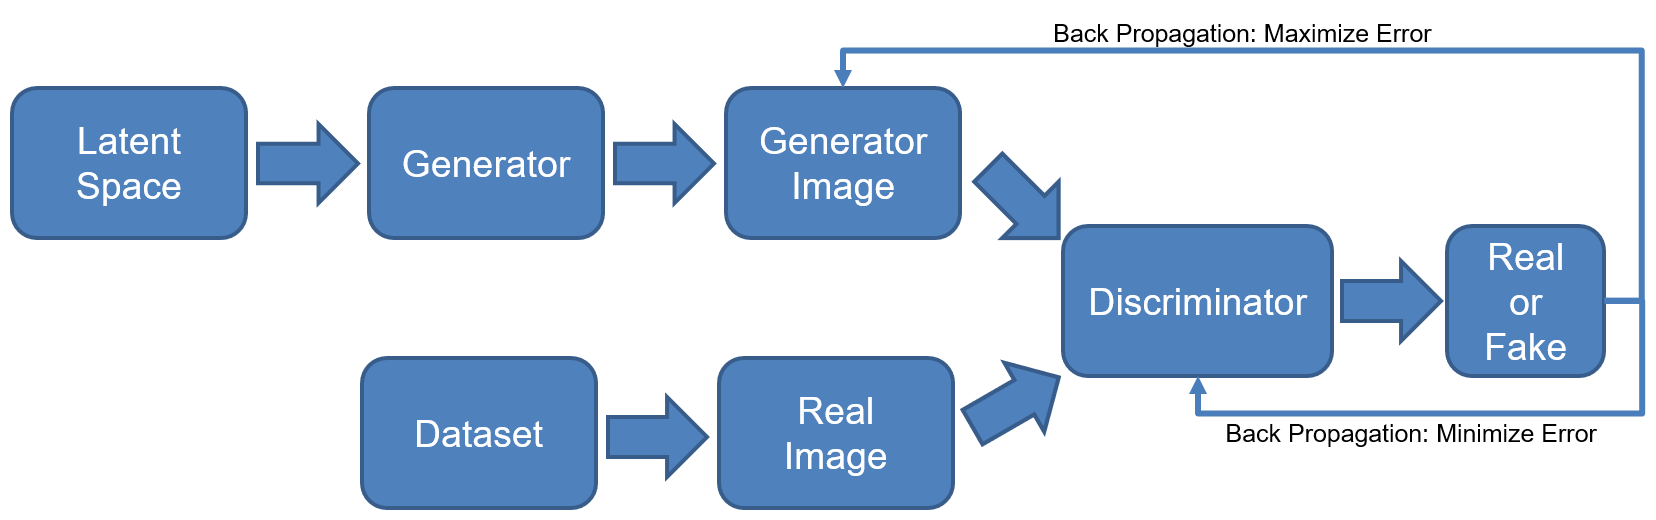 Back Propagation: Maximize Error
Latent
Space
Generator
Generator
Image
Discriminator
Real
or
Fake
Dataset
Real
Image
Back Propagation: Minimize Error